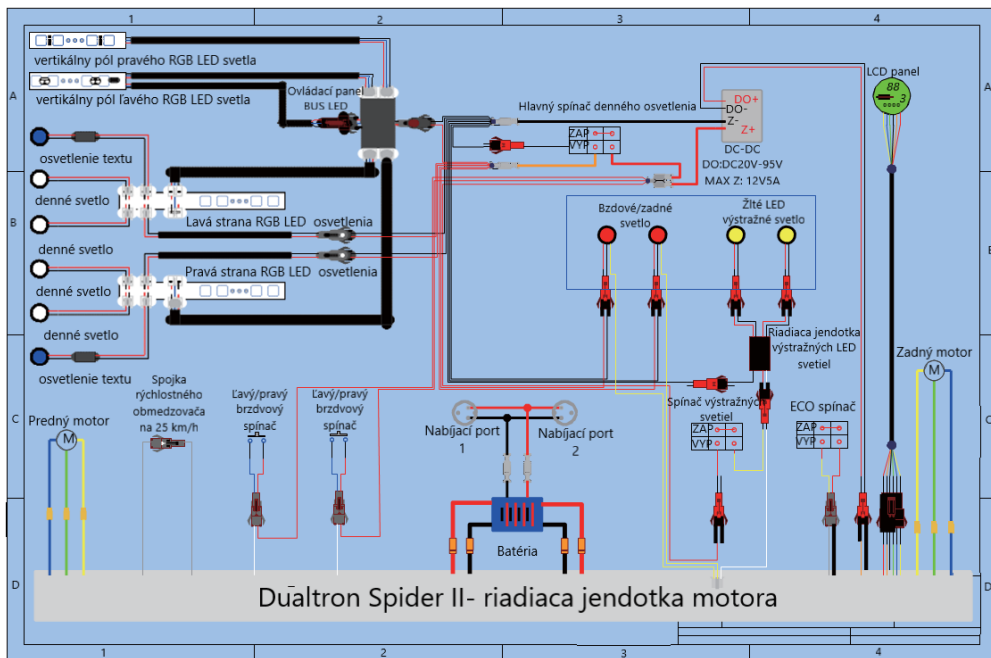 1 2 3 4
A
B
C
D
vertikálny pól pravého RGB LED svetla
vertikálny pól ľavého RGB LED svetla
Ovládací panel
BUS LED
osvetlenie textu
denné svetlo
denné svetlo
denné svetlo
denné svetlo
osvetlenie textu
Lavá strana RGB LED osvetlenia
Pravá strana RGB LED osvetlenia
Hlavný spínač denného osvetlenia
ZAP
VYP
DO+
DO-
Z-
Z+
DC-DC
DO:DC20V-95V
MAX Z: 12V5A
LCD panel
88
3
A
Bzdové/zadné
svetlo
Žlté LED
výstražné svetlo
Riadiaca jendotka
výstražných LED
svetiel
Spínač výstražných
svetiel
ZAP
VYP
ECO spínač
ZAP
VYP
Zadný motor
M
C
Predný motor
M
Spojka
rýchlostného
obmedzovača
na 25 km/h
Ľavý/pravý
brzdvový
spínač
Ľavý/pravý
brzdvový
spínač
Nabíjací port
1
Nabíjací port
2
Batéria
D
Dualtron Spider II- riadiaca jendotka motora
1 2 3 4